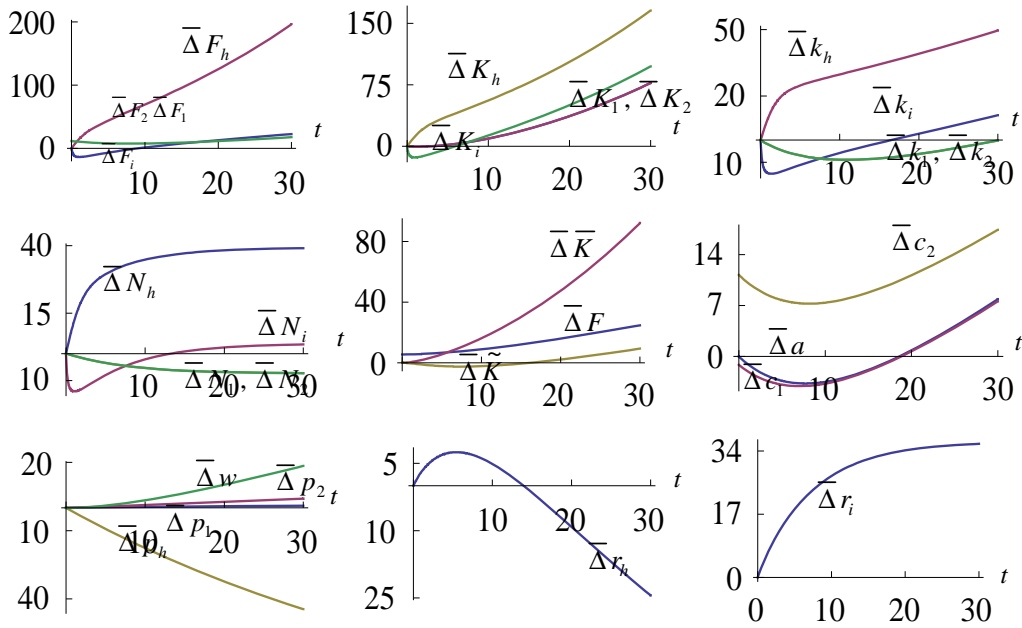 200
100
0
10
20
30
t
Δ̄ F_h
Δ̄ F_2 Δ̄ F_1
Δ̄ F_i
150
75
0
10
20
30
t
Δ̄ K_h
Δ̄ K_1 , Δ̄ K_2
Δ̄ K_i
50
20
10
10
20
30
t
Δ̄ k_h
Δ̄ k_i
Δ̄ k_1 , Δ̄ k_2
40
15
10
10
20
30
t
Δ̄ N_h
Δ̄ N_i
Δ̄ N_1 , Δ̄ N_2
80
40
0
10
20
30
t
Δ̄ K̄
Δ̄ F
Δ̄ K̃
14
7
0
10
20
30
t
Δ̄ c_2
Δ̄ a
Δ̄ c_1
20
10
40
10
20
30
t
Δ̄ w
Δ̄ p_2
Δ̄ p_1
Δ̄ p_h
5
10
25
10
20
30
t
Δ̄ r_h
34
17
0
0
10
20
30
t
Δ̄ r_i